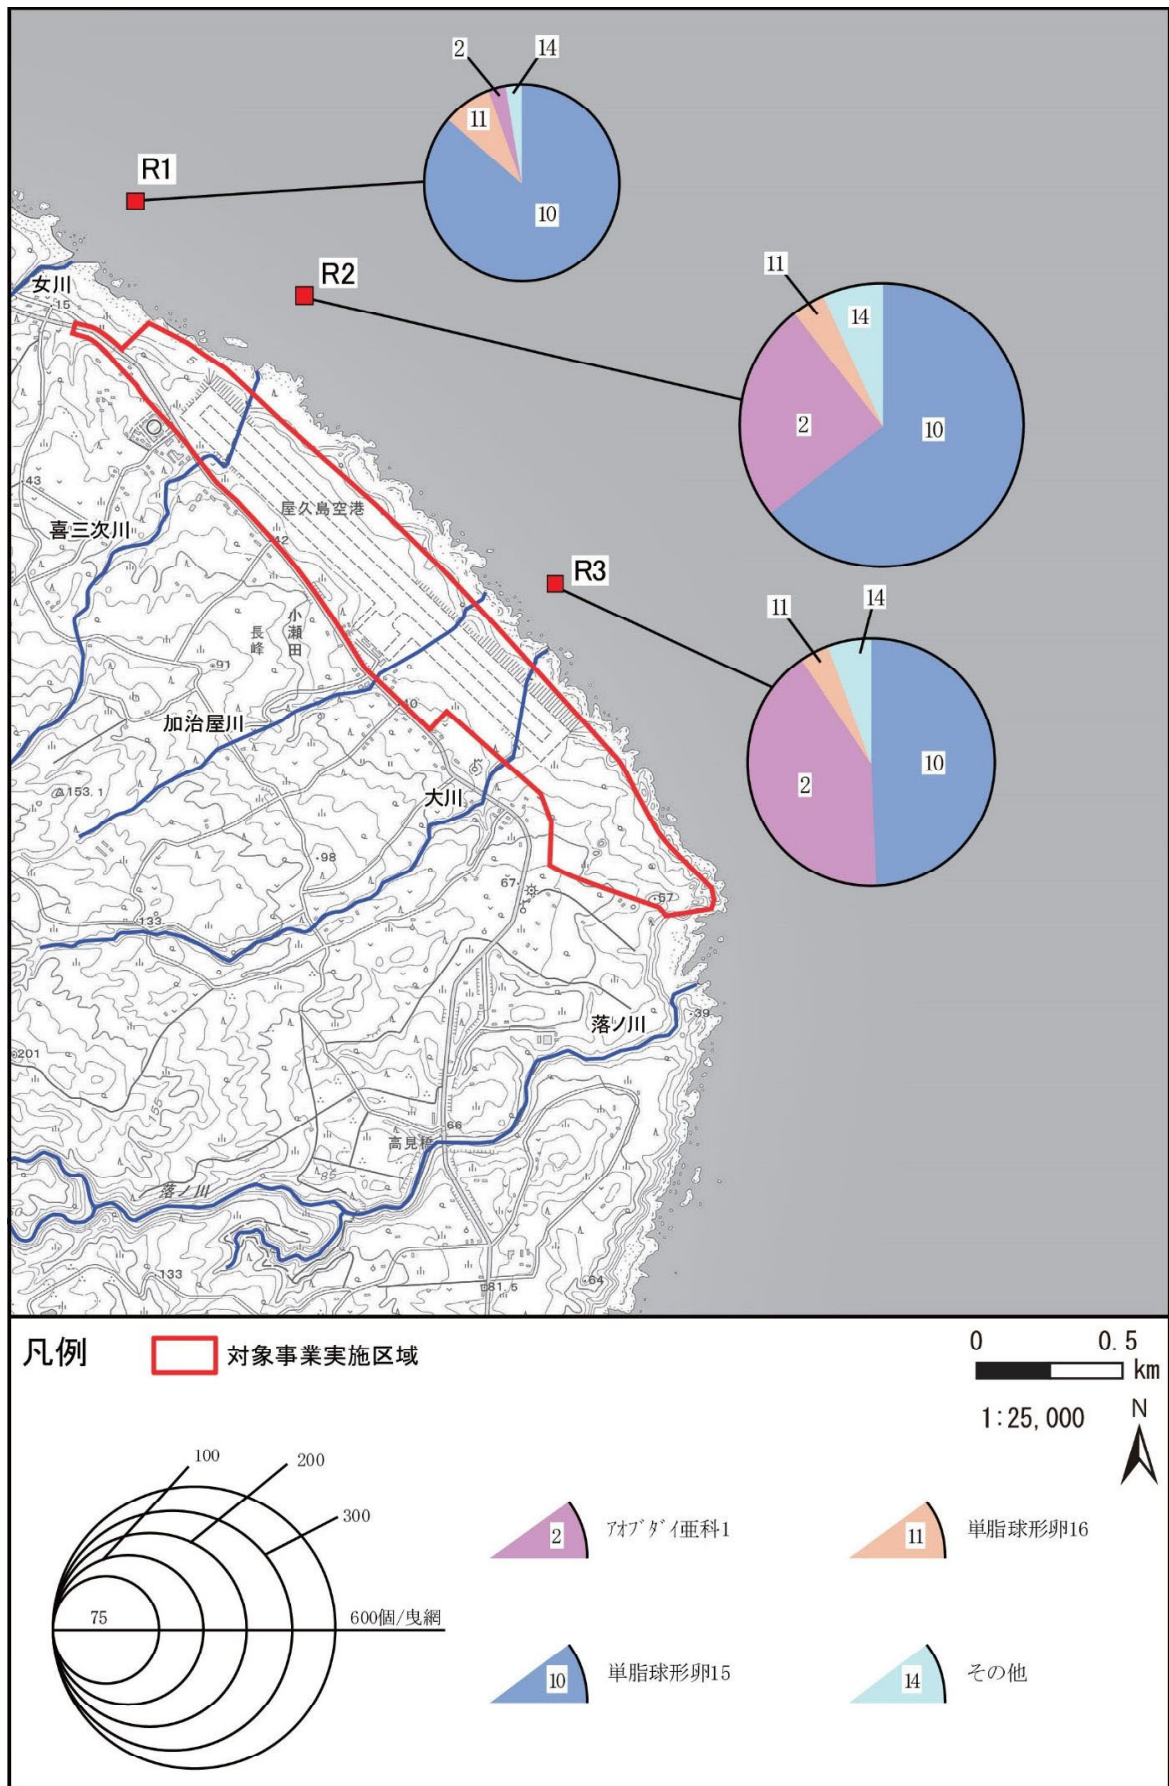 2
14
11
10
R1
R2
女川
15
11
14
2
10
43
屋久島空港
喜三次川
42
R3
小瀬田
長峰
11
14
91
加治屋川
40
2
10
153.1
大川
98
67
57
133
落ノ川
39
201
155
66
高見橋
85
落ノ川
133
81.5
64
凡例
対象事業実施区域
0 0.5
km
1:25,000
N
100
200
300
75
600個/曳網
2 ｱｵﾌﾞﾀﾞｲ亜科1
11 単脂球形卵16
10 単脂球形卵15
14 その他